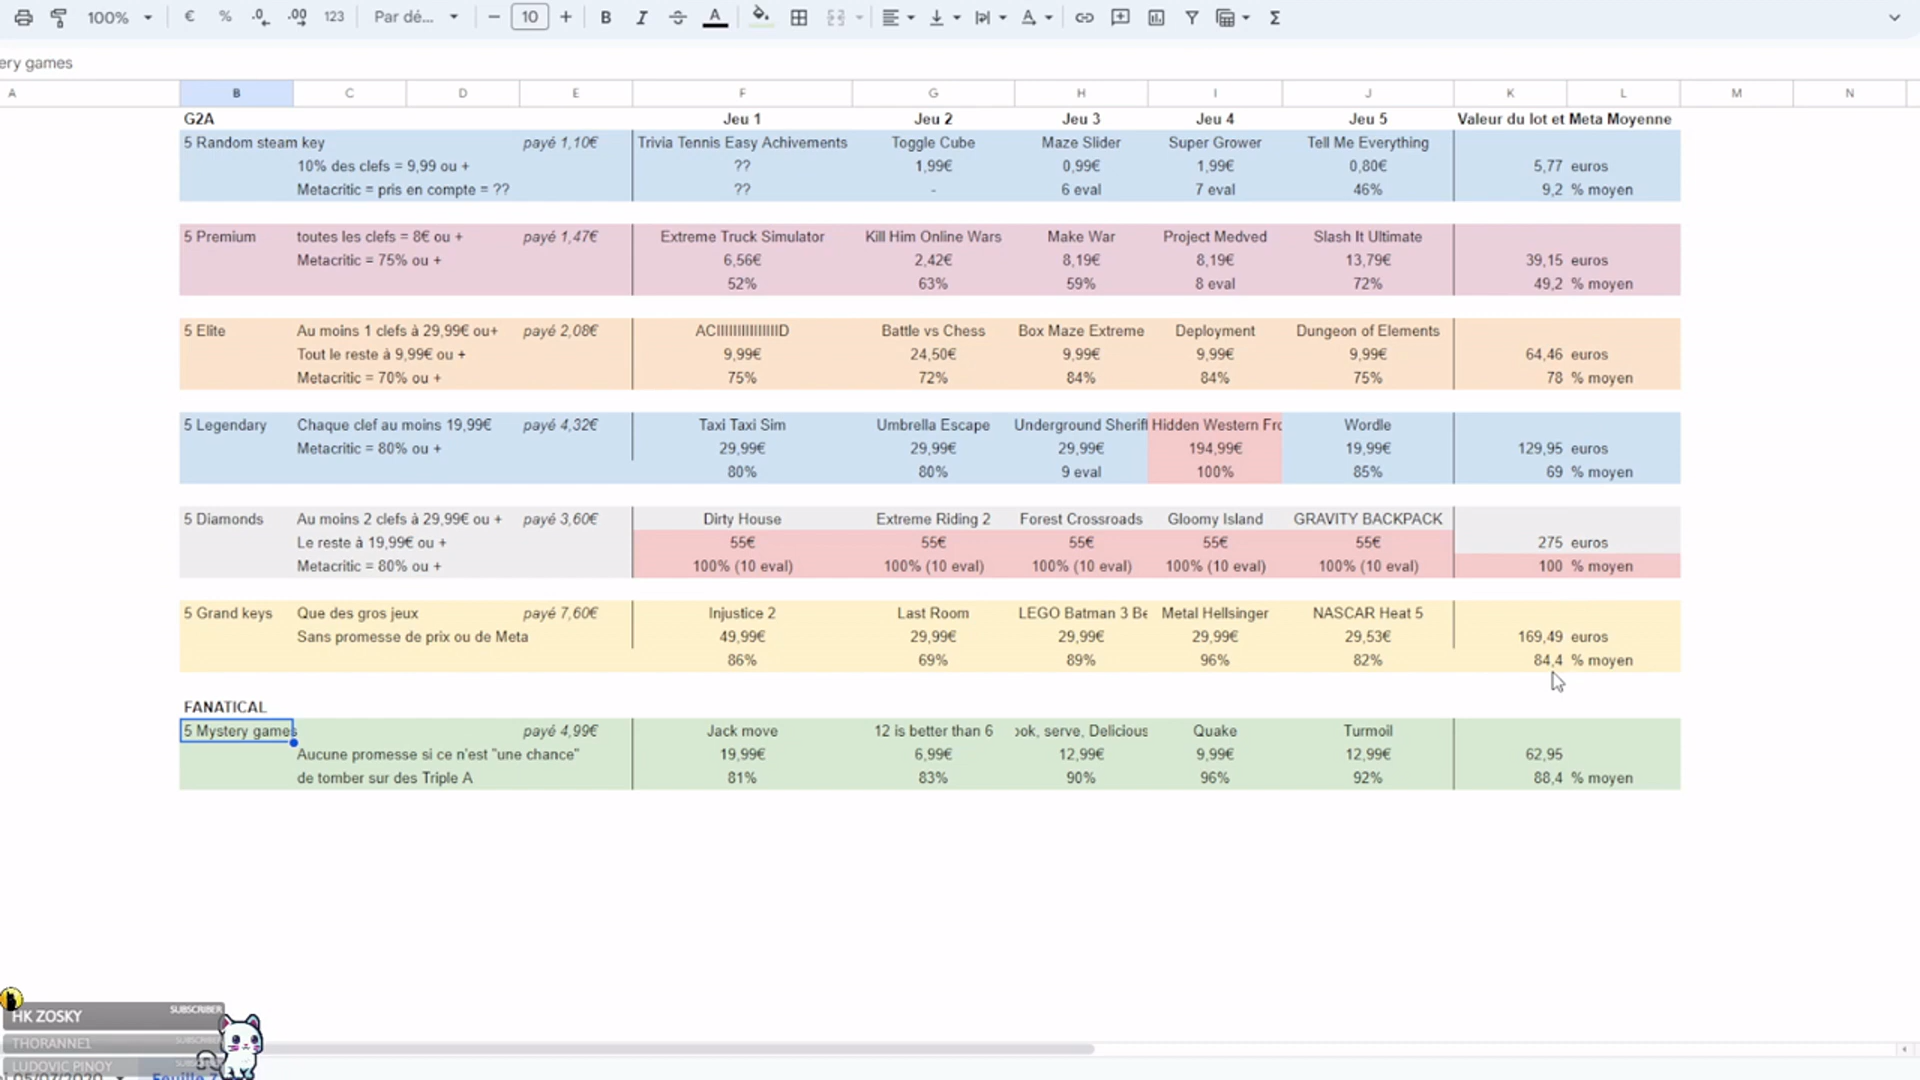 100%
€ % .0 .00 123 Par dé... 10 B I A A Σ
ery games
A B C D E F G H I J K L M N
G2A Jeu 1 Jeu 2 Jeu 3 Jeu 4 Jeu 5 Valeur du lot et Meta Moyenne
5 Random steam key payé 1,10€ Trivia Tennis Easy Achivements Toggle Cube Maze Slider Super Grower Tell Me Everything
10% des clefs = 9,99 ou + ?? 1,99€ 0,99€ 1,99€ 0,80€ 5,77 euros
Metacritic = pris en compte = ?? ?? - 6 eval 7 eval 46% 9,2 % moyen
5 Premium toutes les clefs = 8€ ou + payé 1,47€ Extreme Truck Simulator Kill Him Online Wars Make War Project Medved Slash It Ultimate
Metacritic = 75% ou + 6,56€ 2,42€ 8,19€ 8,19€ 13,79€ 39,15 euros
52% 63% 59% 8 eval 72% 49,2 % moyen
5 Elite Au moins 1 clefs à 29,99€ ou+ payé 2,08€ ACIIIIIIIIIIIIIIID Battle vs Chess Box Maze Extreme Deployment Dungeon of Elements
Tout le reste à 9,99€ ou + 9,99€ 24,50€ 9,99€ 9,99€ 9,99€ 64,46 euros
Metacritic = 70% ou + 75% 72% 84% 84% 75% 78 % moyen
5 Legendary Chaque clef au moins 19,99€ payé 4,32€ Taxi Taxi Sim Umbrella Escape Underground Sheriff Hidden Western Fro Wordle
Metacritic = 80% ou + 29,99€ 29,99€ 29,99€ 194,99€ 19,99€ 129,95 euros
80% 80% 9 eval 100% 85% 69 % moyen
5 Diamonds Au moins 2 clefs à 29,99€ ou + payé 3,60€ Dirty House Extreme Riding 2 Forest Crossroads Gloomy Island GRAVITY BACKPACK
Le reste à 19,99€ ou + 55€ 55€ 55€ 55€ 55€ 275 euros
Metacritic = 80% ou + 100% (10 eval) 100% (10 eval) 100% (10 eval) 100% (10 eval) 100% (10 eval) 100 % moyen
5 Grand keys Que des gros jeux payé 7,60€ Injustice 2 Last Room LEGO Batman 3 Be Metal Hellsinger NASCAR Heat 5
Sans promesse de prix ou de Meta 49,99€ 29,99€ 29,99€ 29,99€ 29,53€ 169,49 euros
86% 69% 89% 96% 82% 84,4 % moyen
FANATICAL
5 Mystery games payé 4,99€ Jack move 12 is better than 6 ook, serve, Delicious Quake Turmoil
Aucune promesse si ce n'est "une chance" 19,99€ 6,99€ 12,99€ 9,99€ 12,99€ 62,95
de tomber sur des Triple A 81% 83% 90% 96% 92% 88,4 % moyen
HK ZOSKY SUBSCRIBER
THORANNE1 SUBSCRIBER
LUDOVIC PINOY
05/07/2020 Feuille 7